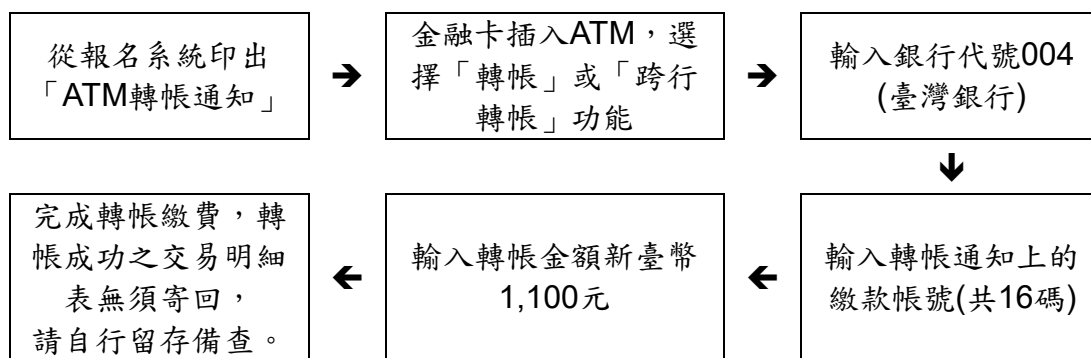 從報名系統印出
「ATM轉帳通知」
金融卡插入ATM，選
擇「轉帳」或「跨行
轉帳」功能
輸入銀行代號004
(臺灣銀行)
輸入轉帳通知上的
繳款帳號(共16碼)
輸入轉帳金額新臺幣
1,100元
完成轉帳繳費，轉
帳成功之交易明細
表無須寄回，
請自行留存備查。